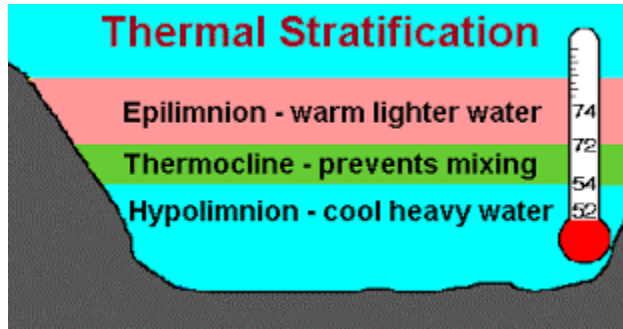 Thermal Stratification
Epilimnion - warm lighter water
74
Thermocline - prevents mixing
72
54
Hypolimnion - cool heavy water
52